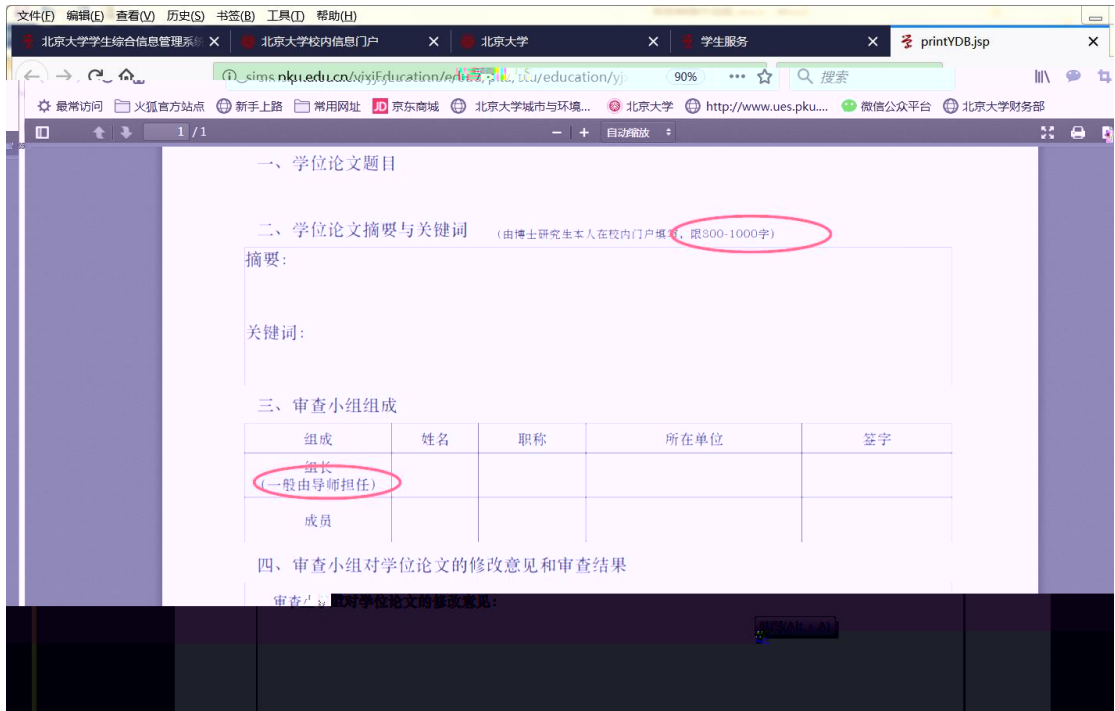 文件(F) 编辑(E) 查看(V) 历史(S) 书签(B) 工具(T) 帮助(H)
北京大学学生综合信息管理系统 北京大学校内信息门户 北京大学 学生服务 printYDB.jsp
90% 搜索
最常访问 火狐官方站点 新手上路 常用网址 JD 京东商城 北京大学城市与环境... 北京大学 http://www.ues.pku.... 微信公众平台 北京大学财务部
1 / 1 — + 自动缩放
一、学位论文题目
二、学位论文摘要与关键词 (由博士研究生本人在校内门户填写，限800-1000字)
摘要:
关键词:
三、审查小组组成
组成 姓名 职称 所在单位 签字
组长
(一般由导师担任)
成员
四、审查小组对学位论文的修改意见和审查结果
审查小组对学位论文的修改意见: